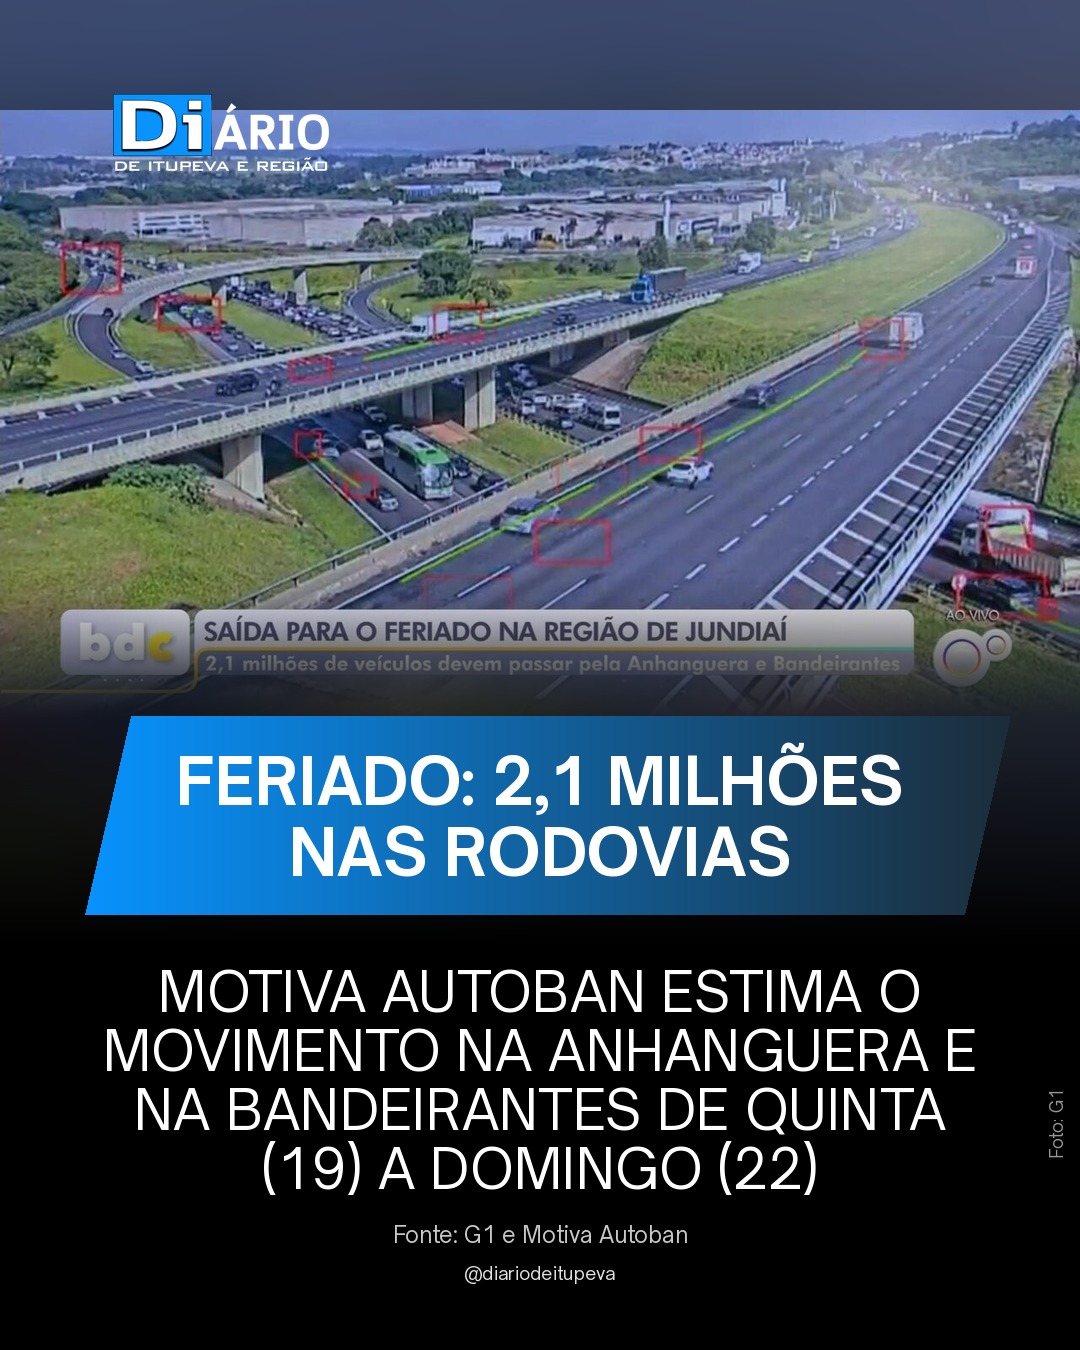 DiÁRIO
DE ITUPEVA E REGIÃO
bdc
SAÍDA PARA O FERIADO NA REGIÃO DE JUNDIAÍ
2,1 milhões de veículos devem passar pela Anhanguera e Bandeirantes
AO VIVO
FERIADO: 2,1 MILHÕES
NAS RODOVIAS
MOTIVA AUTOBAN ESTIMA O
MOVIMENTO NA ANHANGUERA E
NA BANDEIRANTES DE QUINTA
(19) A DOMINGO (22)
Foto: G1
Fonte: G1 e Motiva Autoban
@diariodeitupeva